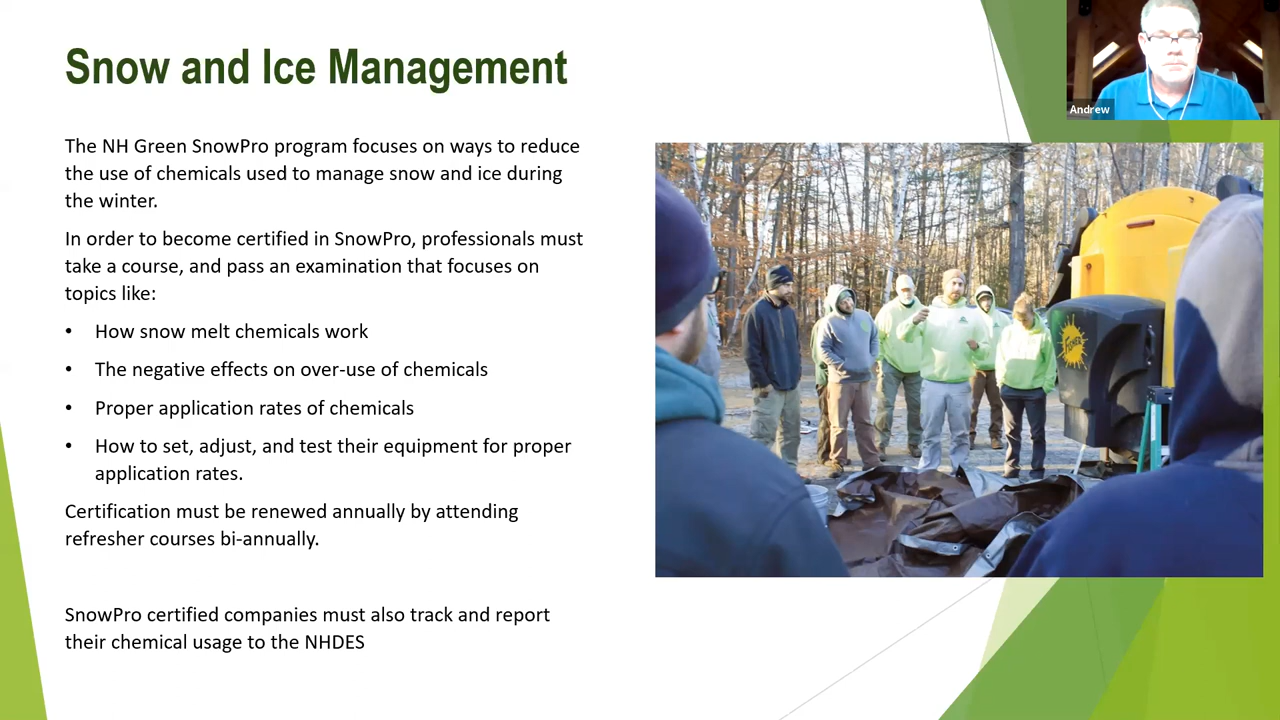 Snow and Ice Management
Andrew
The NH Green SnowPro program focuses on ways to reduce
the use of chemicals used to manage snow and ice during
the winter.
In order to become certified in SnowPro, professionals must
take a course, and pass an examination that focuses on
topics like:
• How snow melt chemicals work
• The negative effects on over-use of chemicals
• Proper application rates of chemicals
• How to set, adjust, and test their equipment for proper
application rates.
Certification must be renewed annually by attending
refresher courses bi-annually.
SnowPro certified companies must also track and report
their chemical usage to the NHDES
FISHER